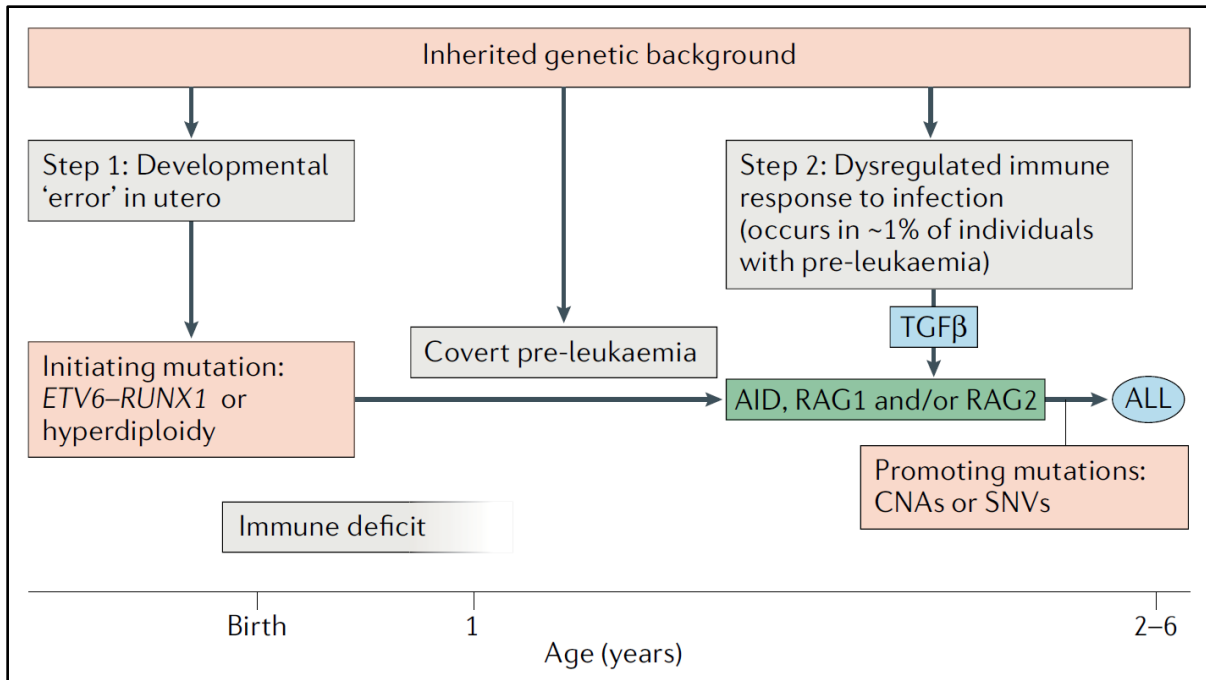 Inherited genetic background
Step 1: Developmental
‘error’ in utero
Step 2: Dysregulated immune
response to infection
(occurs in ~1% of individuals
with pre-leukaemia)
TGFβ
Covert pre-leukaemia
Initiating mutation:
ETV6–RUNX1 or
hyperdiploidy
AID, RAG1 and/or RAG2
ALL
Promoting mutations:
CNAs or SNVs
Immune deficit
Birth
1
2–6
Age (years)